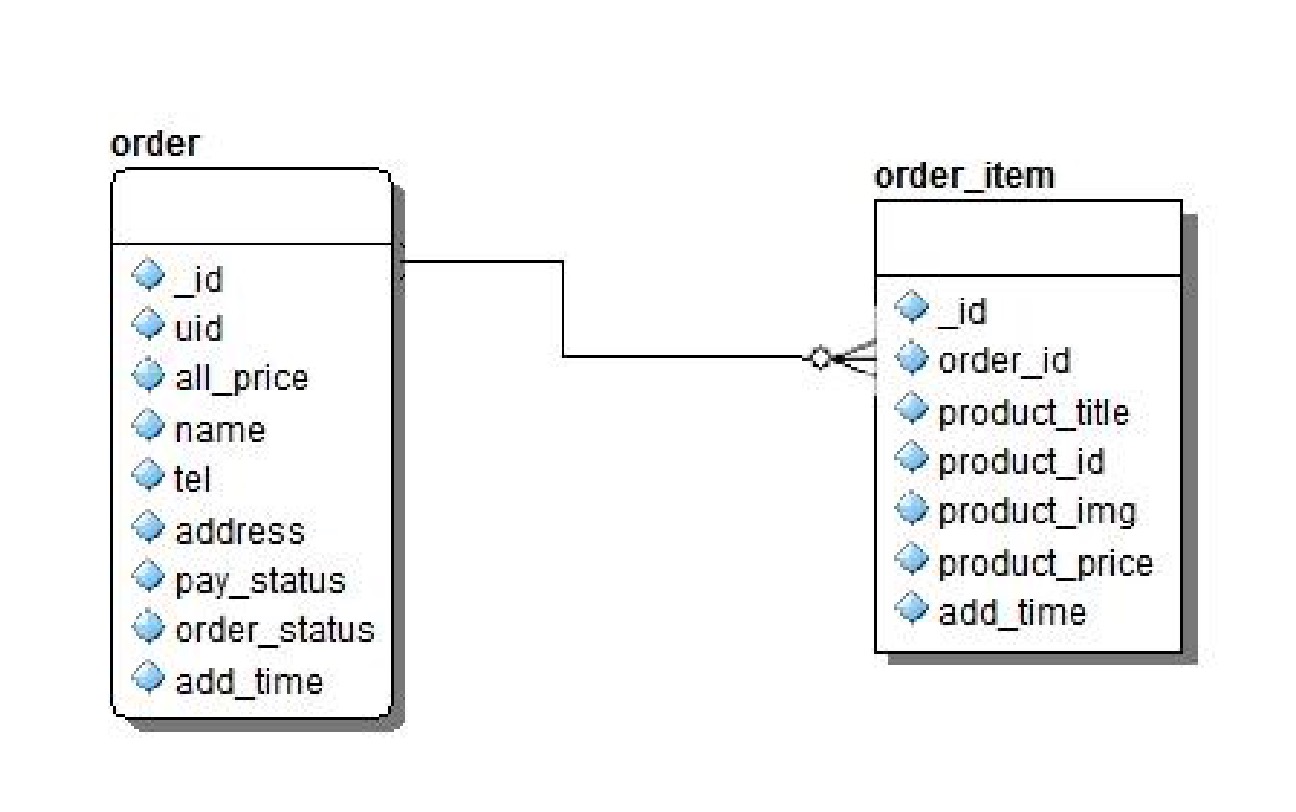 order
_id
uid
all_price
name
tel
address
pay_status
order_status
add_time
order_item
_id
order_id
product_title
product_id
product_img
product_price
add_time